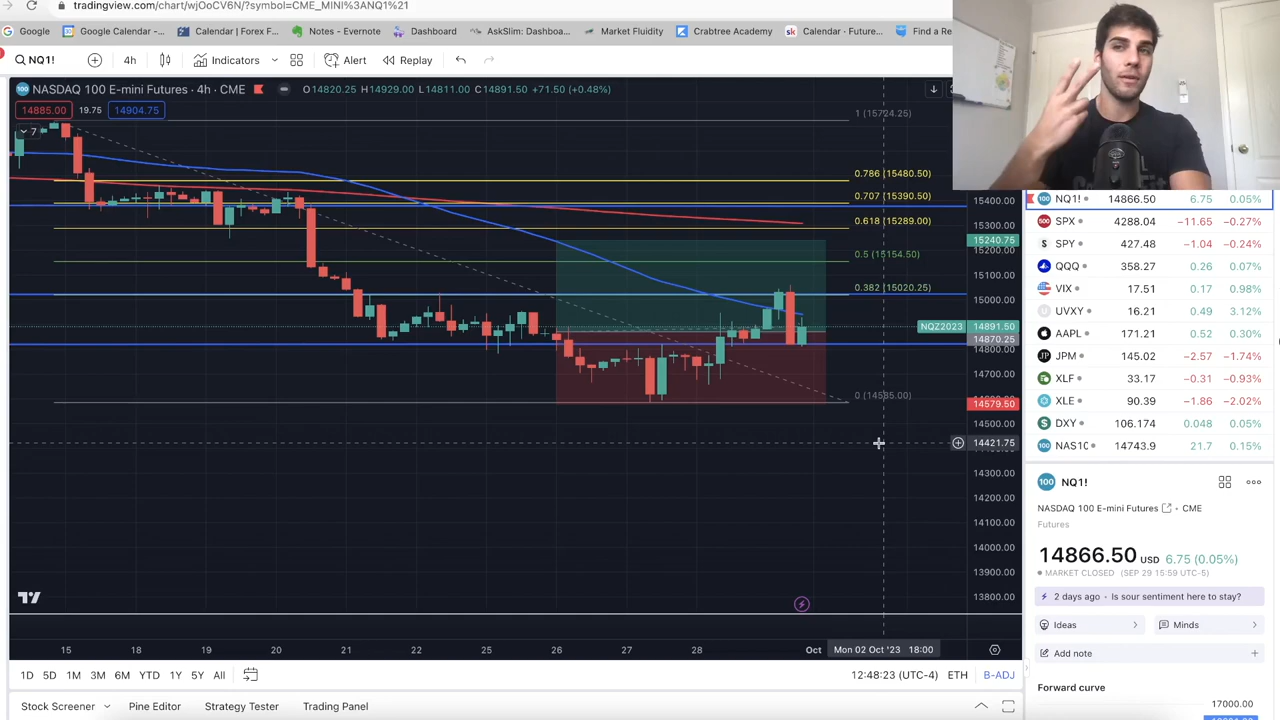 tradingview.com/chart/wjOoCV6N/?symbol=CME_MINI%3ANQ1%21
Google Google Calendar -... Calendar | Forex F... Notes - Evernote Dashboard AskSlim: Dashboa... Market Fluidity Crabtree Academy Calendar - Future... Find a Re
NQ1! 4h Indicators Alert Replay
NASDAQ 100 E-mini Futures · 4h · CME O14820.25 H14929.00 L14811.00 C14891.50 +71.50 (+0.48%)
14885.00 19.75 14904.75
7
1 (15724.25)
0.786 (15480.50)
0.707 (15390.50)
0.618 (15289.00)
0.5 (15154.50)
0.382 (15020.25)
0 (14585.00)
15400.00
15300.00
15240.75
15200.00
15100.00
15000.00
NQZ2023 14891.50
14870.25
14800.00
14700.00
14579.50
14500.00
14421.75
14300.00
14200.00
14100.00
14000.00
13900.00
13800.00
15 18 19 20 21 22 25 26 27 28 Oct Mon 02 Oct '23 18:00
1D 5D 1M 3M 6M YTD 1Y 5Y All 12:48:23 (UTC-4) ETH B-ADJ
Stock Screener Pine Editor Strategy Tester Trading Panel
100 NQ1! 14866.50 6.75 0.05%
500 SPX 4288.04 −11.65 −0.27%
SPY 427.48 −1.04 −0.24%
QQQ 358.27 0.26 0.07%
VIX 17.51 0.17 0.98%
UVXY 16.21 0.49 3.12%
AAPL 171.21 0.52 0.30%
JPM 145.02 −2.57 −1.74%
XLF 33.17 −0.31 −0.93%
XLE 90.39 −1.86 −2.02%
DXY 106.174 0.048 0.05%
100 NAS10 14743.9 21.7 0.15%
100 NQ1!
NASDAQ 100 E-mini Futures · CME
Futures
14866.50 USD 6.75 (0.05%)
MARKET CLOSED (SEP 29 15:59 UTC-5)
2 days ago · Is sour sentiment here to stay?
Ideas Minds
Add note
Forward curve
17000.00